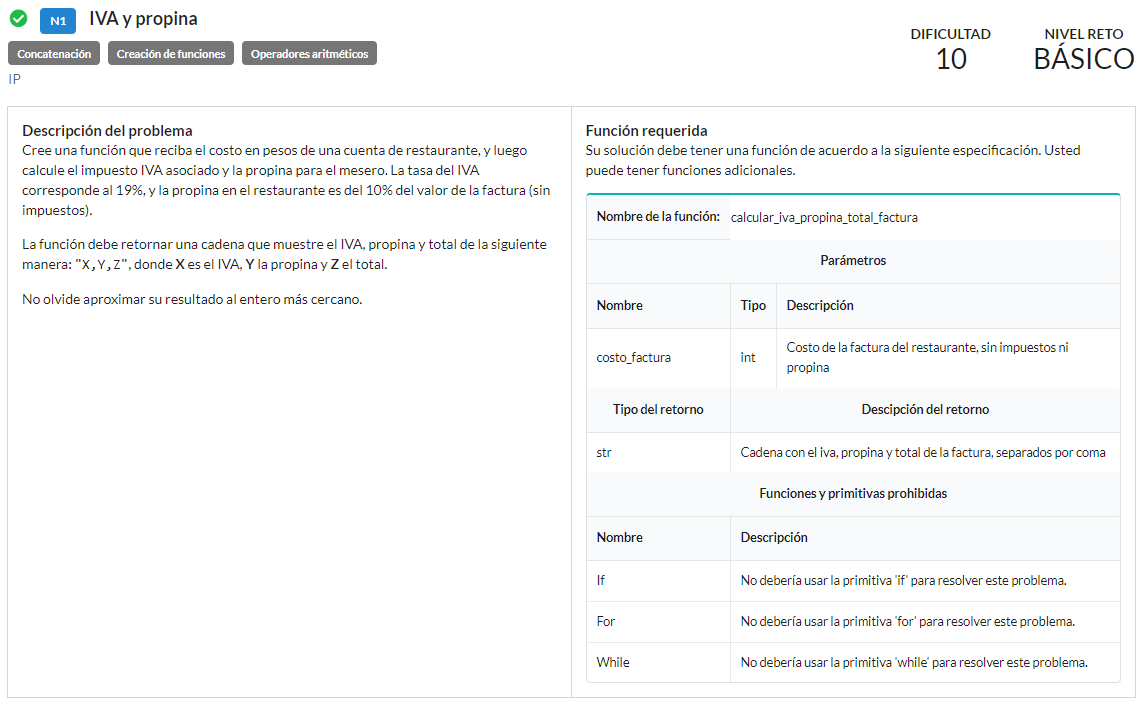 N1 IVA y propina
Concatenación Creación de funciones Operadores aritméticos
IP
DIFICULTAD
10
NIVEL RETO
BÁSICO
Descripción del problema
Cree una función que reciba el costo en pesos de una cuenta de restaurante, y luego
calcule el impuesto IVA asociado y la propina para el mesero. La tasa del IVA
corresponde al 19%, y la propina en el restaurante es del 10% del valor de la factura (sin
impuestos).
La función debe retornar una cadena que muestre el IVA, propina y total de la siguiente
manera: "X,Y,Z", donde X es el IVA, Y la propina y Z el total.
No olvide aproximar su resultado al entero más cercano.
Función requerida
Su solución debe tener una función de acuerdo a la siguiente especificación. Usted
puede tener funciones adicionales.
Nombre de la función: calcular_iva_propina_total_factura
Parámetros
Nombre Tipo Descripción
costo_factura int Costo de la factura del restaurante, sin impuestos ni
propina
Tipo del retorno Descipción del retorno
str Cadena con el iva, propina y total de la factura, separados por coma
Funciones y primitivas prohibidas
Nombre Descripción
If No debería usar la primitiva 'if' para resolver este problema.
For No debería usar la primitiva 'for' para resolver este problema.
While No debería usar la primitiva 'while' para resolver este problema.